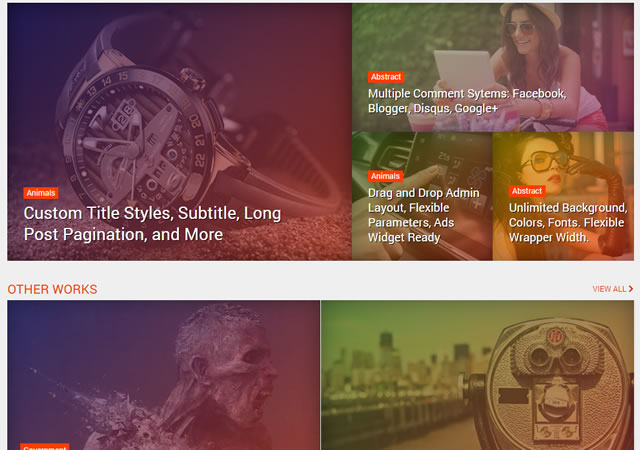 Animals
Custom Title Styles, Subtitle, Long
Post Pagination, and More
Abstract
Multiple Comment Sytems: Facebook,
Blogger, Disqus, Google+
Animals
Drag and Drop Admin
Layout, Flexible
Parameters, Ads
Widget Ready
Abstract
Unlimited Background,
Colors, Fonts. Flexible
Wrapper Width.
OTHER WORKS
VIEW ALL
Government